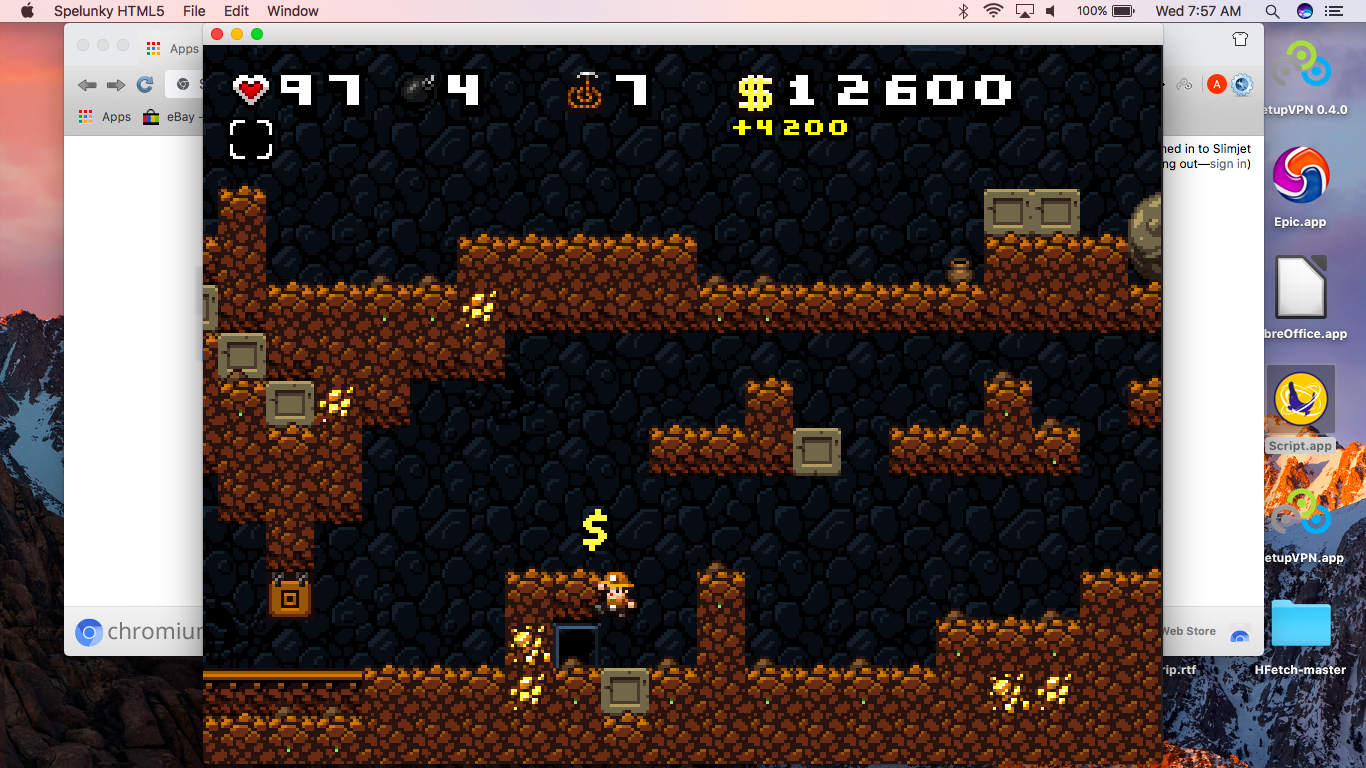 Spelunky HTML5 File Edit Window 100% Wed 7:57 AM
Apps
A
Apps eBay -
97 4 7 $12600
+4200
ned in to Slimjet
ng out—sign in)
$
chromiu
Web Store
etupVPN 0.4.0
Epic.app
breOffice.app
Script.app
etupVPN.app
rip.rtf HFetch-master